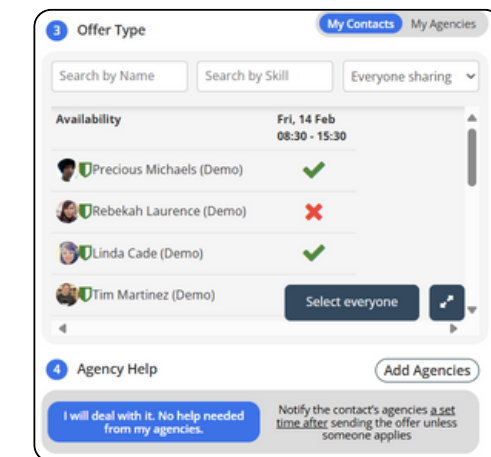 3 Offer Type
My Contacts My Agencies
Search by Name Search by Skill Everyone sharing
Availability Fri, 14 Feb
08:30 - 15:30
Precious Michaels (Demo)
Rebekah Laurence (Demo)
Linda Cade (Demo)
Tim Martinez (Demo)
Select everyone
4 Agency Help
Add Agencies
I will deal with it. No help needed
from my agencies.
Notify the contact's agencies a set
time after sending the offer unless
someone applies